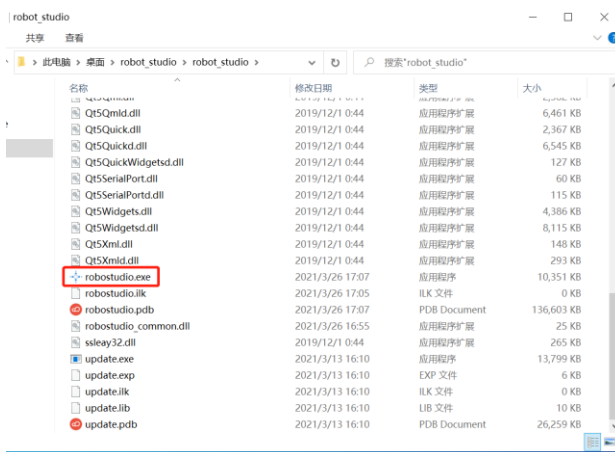 robot_studio
共享 查看
此电脑 > 桌面 > robot_studio > robot_studio > 搜索"robot_studio"
名称 修改日期 类型 大小
Qt5Qmld.dll 2019/12/1 0:44 应用程序扩展 6,461 KB
Qt5Quick.dll 2019/12/1 0:44 应用程序扩展 2,367 KB
Qt5Quickd.dll 2019/12/1 0:44 应用程序扩展 6,545 KB
Qt5QuickWidgetsd.dll 2019/12/1 0:44 应用程序扩展 127 KB
Qt5SerialPort.dll 2019/12/1 0:44 应用程序扩展 60 KB
Qt5SerialPortd.dll 2019/12/1 0:44 应用程序扩展 115 KB
Qt5Widgets.dll 2019/12/1 0:44 应用程序扩展 4,386 KB
Qt5Widgetsd.dll 2019/12/1 0:44 应用程序扩展 8,115 KB
Qt5Xml.dll 2019/12/1 0:44 应用程序扩展 148 KB
Qt5Xmld.dll 2019/12/1 0:44 应用程序扩展 293 KB
robostudio.exe 2021/3/26 17:07 应用程序 10,351 KB
robostudio.ilk 2021/3/26 17:05 ILK 文件 0 KB
robostudio.pdb 2021/3/26 17:07 PDB Document 136,603 KB
robostudio_common.dll 2021/3/26 16:55 应用程序扩展 25 KB
ssleay32.dll 2019/12/1 0:44 应用程序扩展 265 KB
update.exe 2021/3/13 16:10 应用程序 13,799 KB
update.exp 2021/3/13 16:10 EXP 文件 6 KB
update.ilk 2021/3/13 16:10 ILK 文件 0 KB
update.lib 2021/3/13 16:10 LIB 文件 10 KB
update.pdb 2021/3/13 16:10 PDB Document 26,259 KB